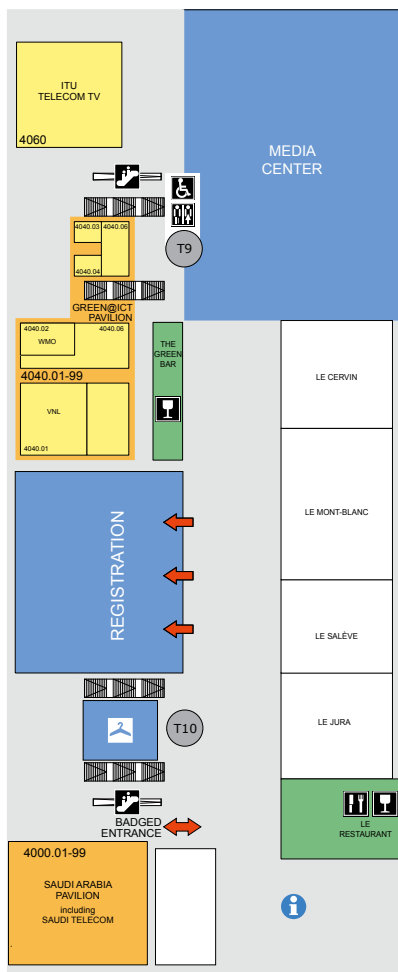 ITU
TELECOM TV
4060
MEDIA
CENTER
T9
4040.03
4040.06
4040.04
GREEN@ICT
PAVILION
4040.02
4040.06
WMO
4040.01-99
VNL
4040.01
THE
GREEN
BAR
LE CERVIN
LE MONT-BLANC
REGISTRATION
LE SALÈVE
LE JURA
T10
BADGED
ENTRANCE
LE
RESTAURANT
4000.01-99
SAUDI ARABIA
PAVILION
including
SAUDI TELECOM
i